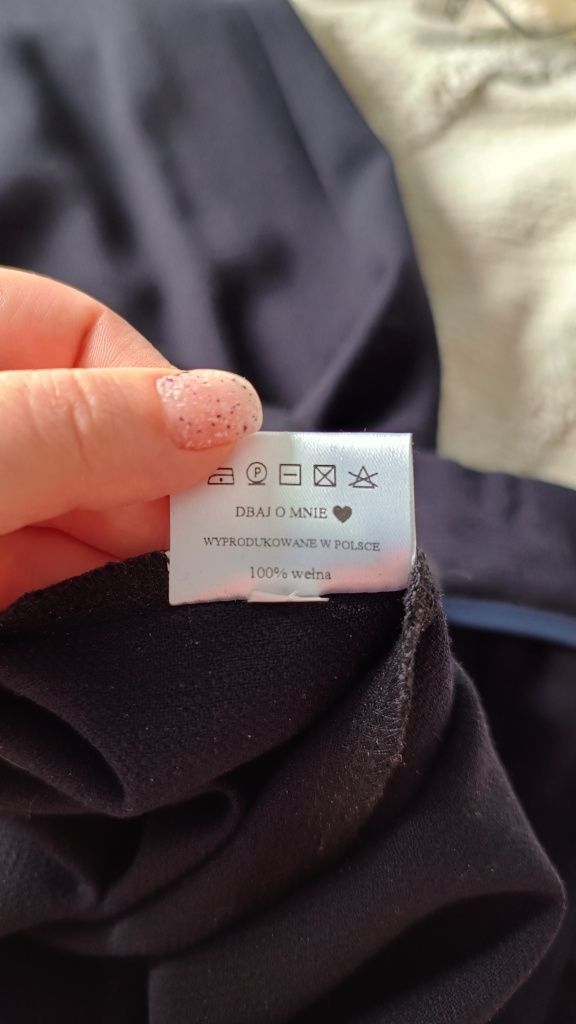 P
DBAJ O MNIE ♥
WYPRODUKOWANE W POLSCE
100% wełna